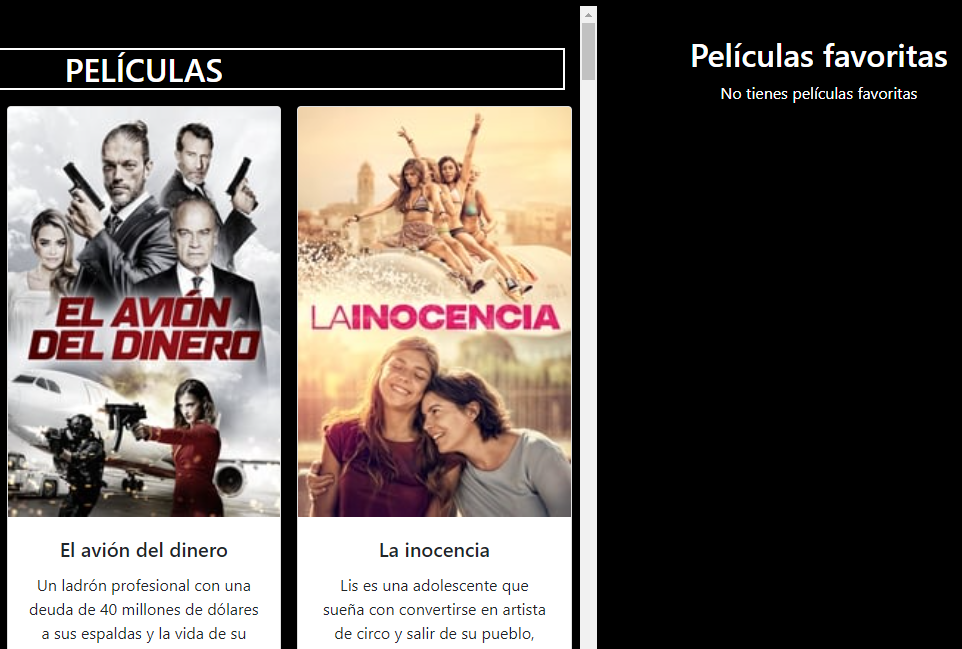 PELÍCULAS
Películas favoritas
No tienes películas favoritas
EL AVIÓN
DEL DINERO
LA INOCENCIA
El avión del dinero
Un ladrón profesional con una
deuda de 40 millones de dólares
a sus espaldas y la vida de su
La inocencia
Lis es una adolescente que
sueña con convertirse en artista
de circo y salir de su pueblo,